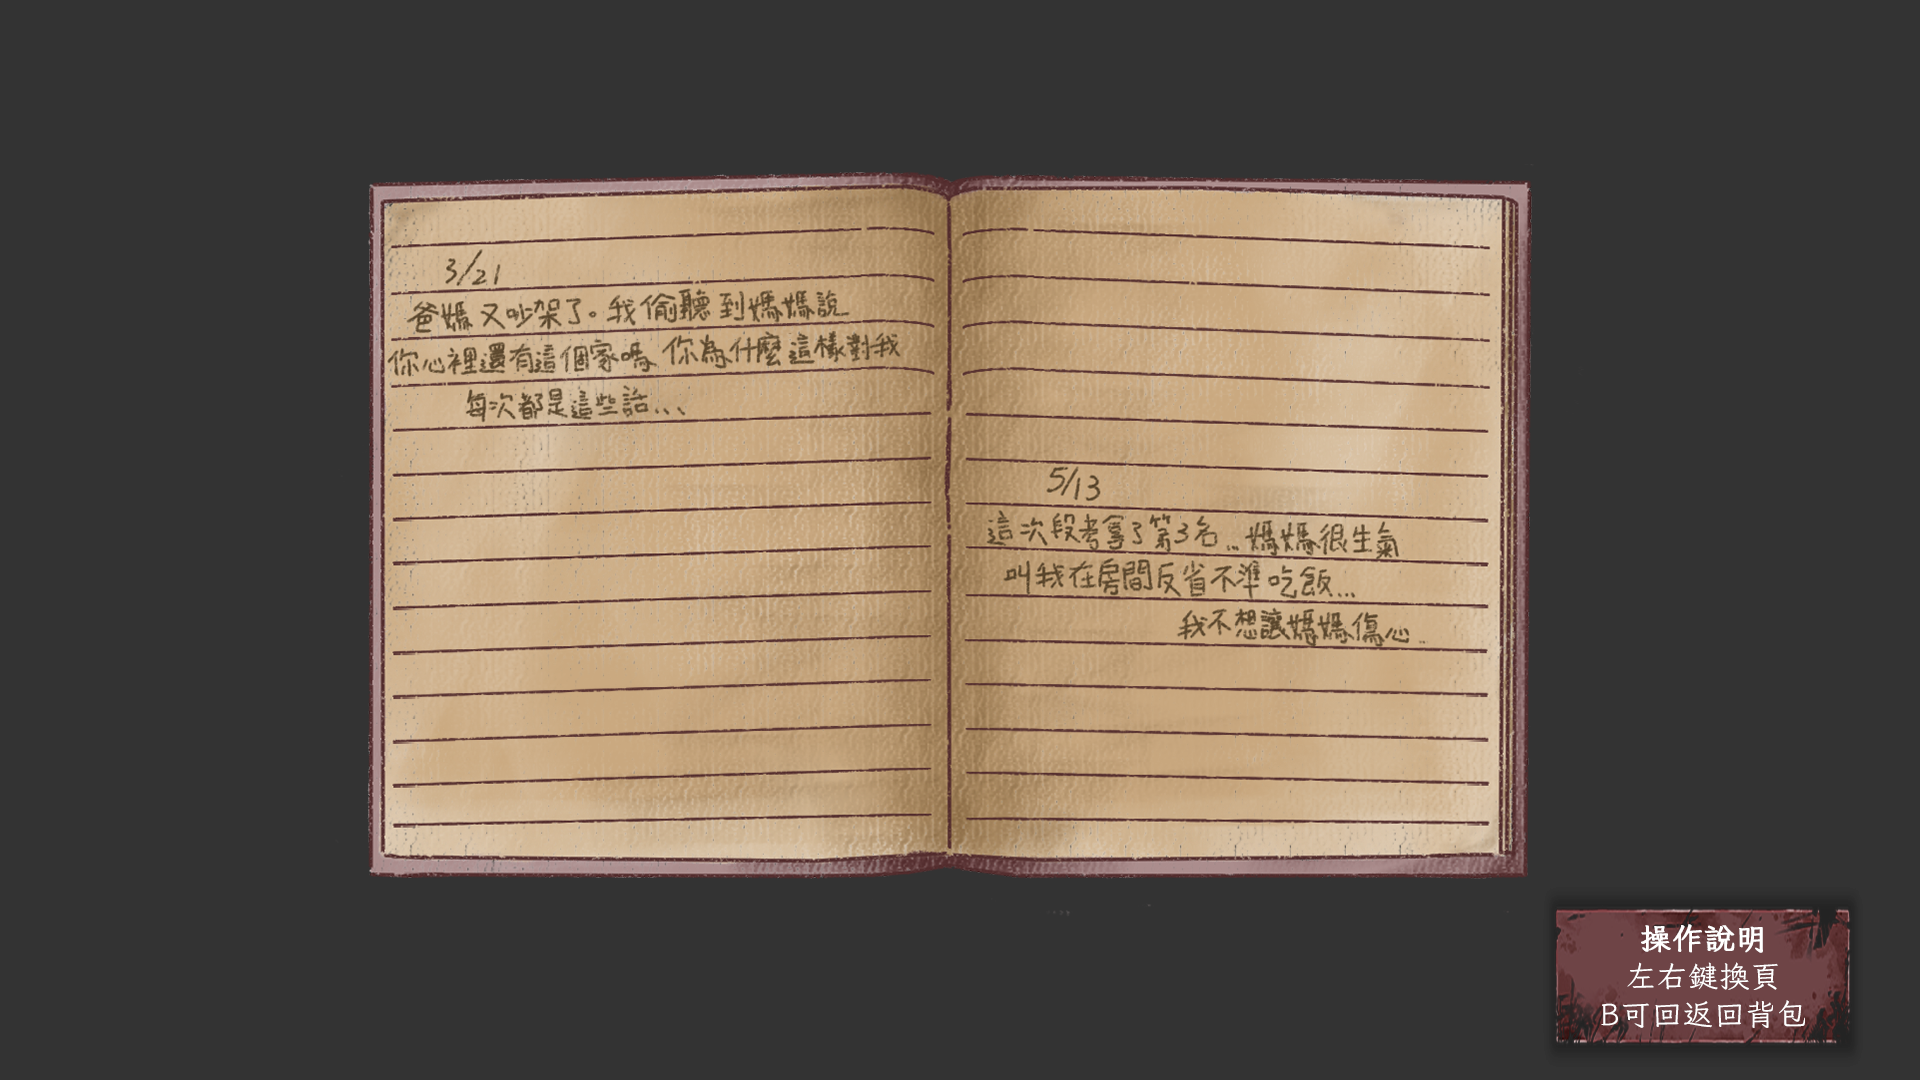 3/21
爸媽又吵架了。我偷聽到媽媽說
你心裡還有這個家嗎 你為什麼這樣對我
每次都是這些話...
5/13
這次段考拿了第3名...媽媽很生氣
叫我在房間反省不準吃飯...
我不想讓媽媽傷心...
操作說明
左右鍵換頁
B可回返回背包